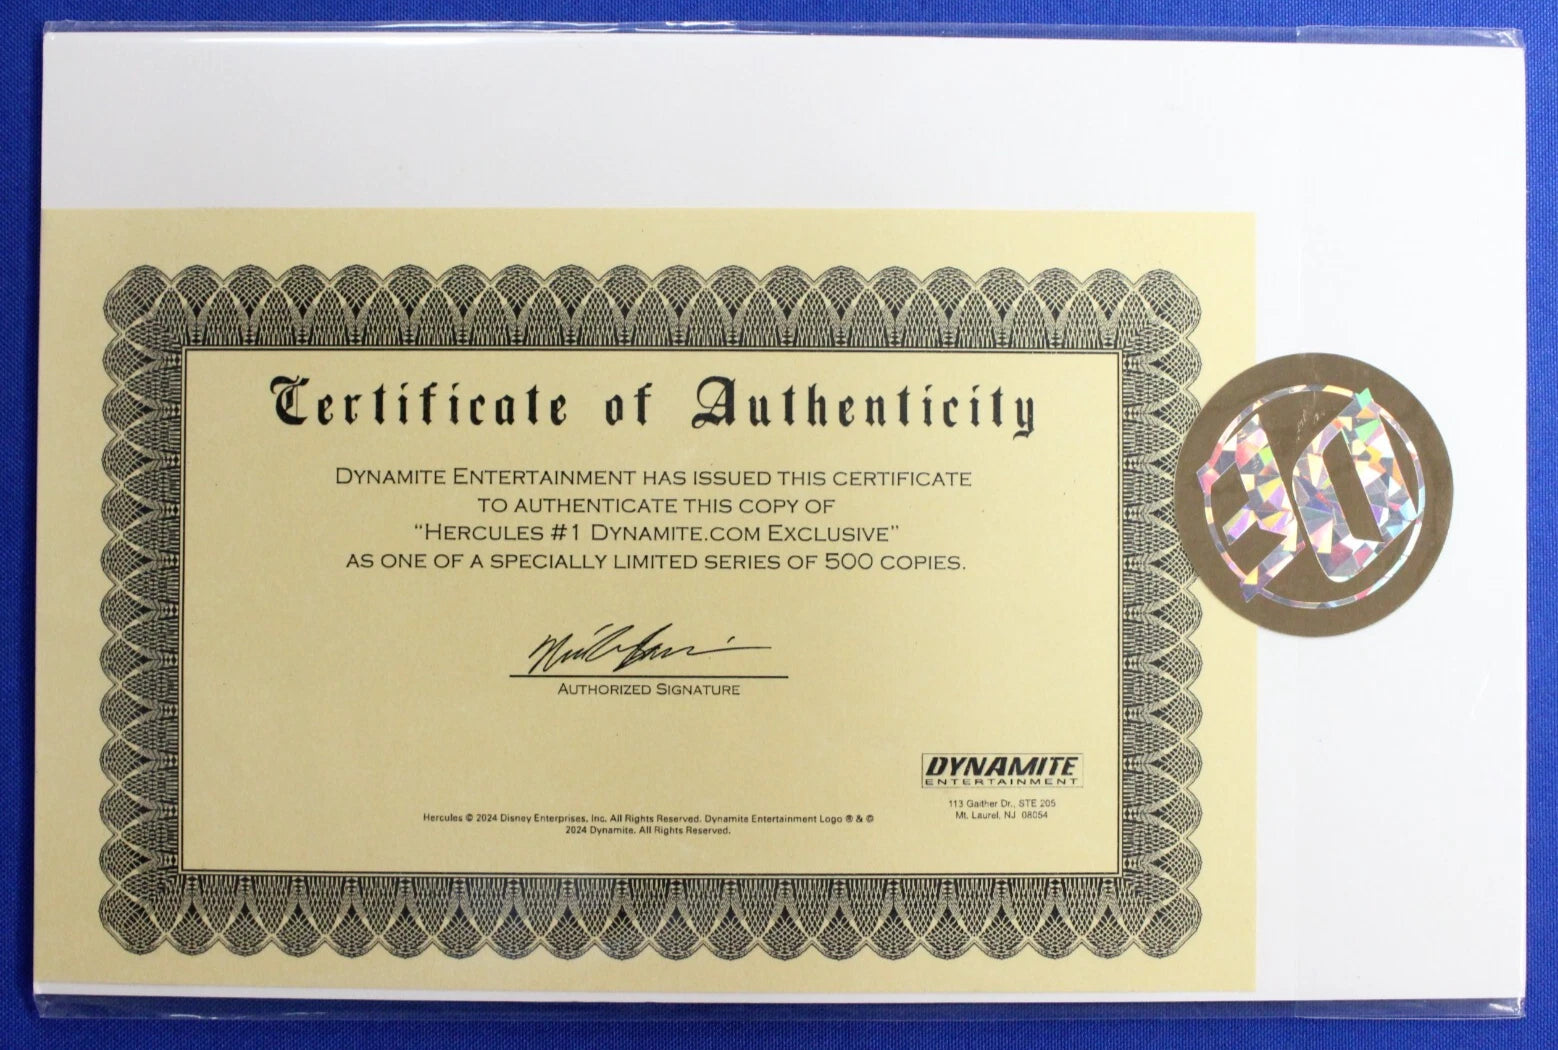 Certificate of Authenticity
DYNAMITE ENTERTAINMENT HAS ISSUED THIS CERTIFICATE
TO AUTHENTICATE THIS COPY OF
“HERCULES #1 DYNAMITE.COM EXCLUSIVE”
AS ONE OF A SPECIALLY LIMITED SERIES OF 500 COPIES.
AUTHORIZED SIGNATURE
DYNAMITE
ENTERTAINMENT
113 Gaither Dr., STE 205
Mt. Laurel, NJ 08054
Hercules © 2024 Disney Enterprises, Inc. All Rights Reserved. Dynamite Entertainment Logo ® & ©
2024 Dynamite. All Rights Reserved.